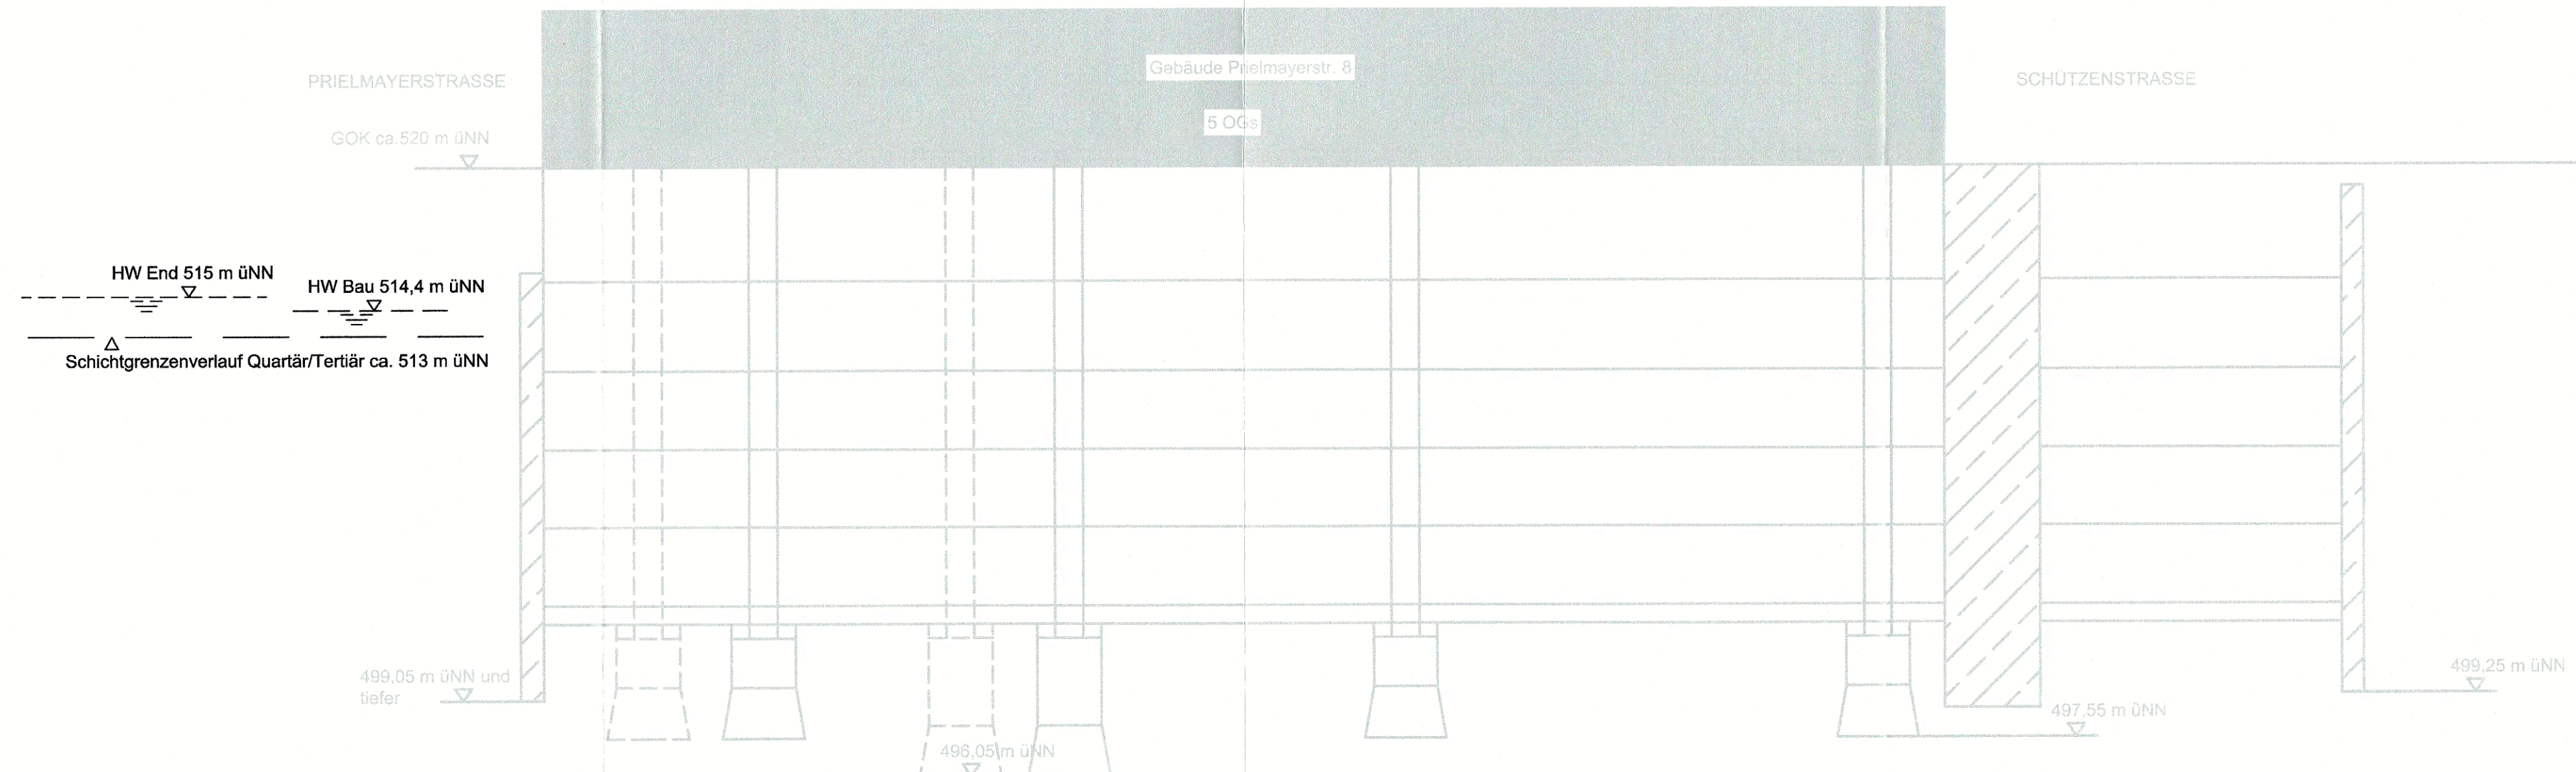 Gebäude Prielmayerstr. 8
PRIELMAYERSTRASSE
SCHÜTZENSTRASSE
5 OGs
GOK ca.520 m üNN
HW End 515 m üNN
HW Bau 514,4 m üNN
Schichtgrenzenverlauf Quartär/Tertiär ca. 513 m üNN
499,05 m üNN und
tiefer
499,25 m üNN
497,55 m üNN
496,05 m üNN